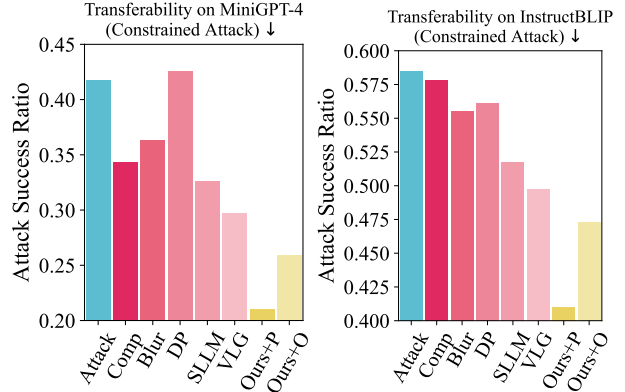 Transferability on MiniGPT-4
(Constrained Attack) ↓
Attack Success Ratio
0.45
0.40
0.35
0.30
0.25
0.20
Attack
Comp
Blur
DP
SLLM
VLG
Ours+P
Ours+O
Transferability on InstructBLIP
(Constrained Attack) ↓
Attack Success Ratio
0.600
0.575
0.550
0.525
0.500
0.475
0.450
0.425
0.400
Attack
Comp
Blur
DP
SLLM
VLG
Ours+P
Ours+O